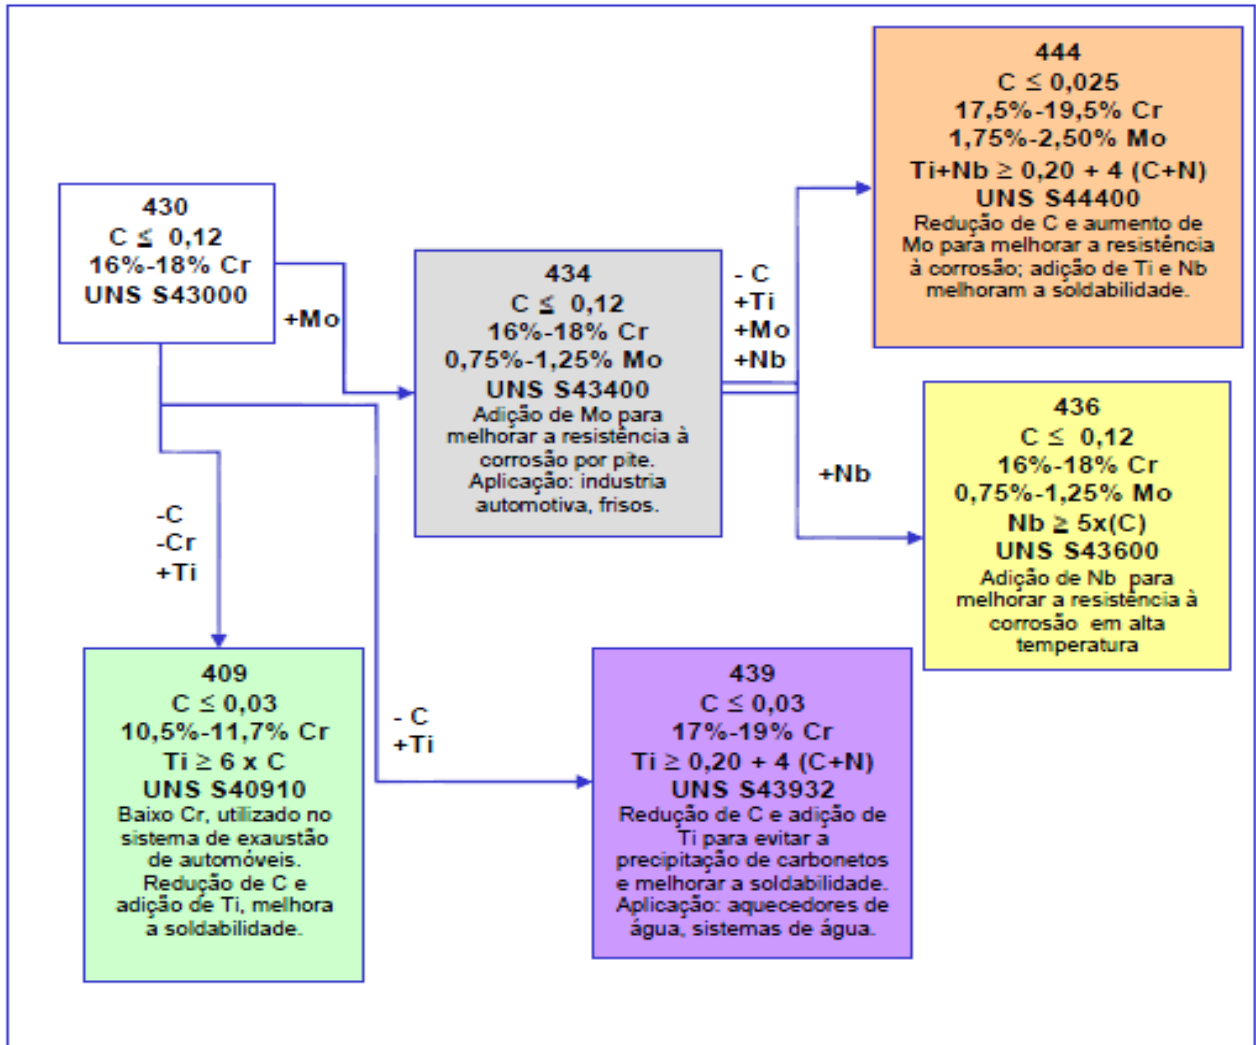 430
C ≤ 0,12
16%-18% Cr
UNS S43000
+Mo
434
C ≤ 0,12
16%-18% Cr
0,75%-1,25% Mo
UNS S43400
Adição de Mo para
melhorar a resistência à
corrosão por pite.
Aplicação: industria
automotiva, frisos.
- C
+Ti
+Mo
+Nb
444
C ≤ 0,025
17,5%-19,5% Cr
1,75%-2,50% Mo
Ti+Nb ≥ 0,20 + 4 (C+N)
UNS S44400
Redução de C e aumento de
Mo para melhorar a resistência
à corrosão; adição de Ti e Nb
melhoram a soldabilidade.
+Nb
436
C ≤ 0,12
16%-18% Cr
0,75%-1,25% Mo
Nb ≥ 5x(C)
UNS S43600
Adição de Nb para
melhorar a resistência à
corrosão em alta
temperatura
-C
-Cr
+Ti
409
C ≤ 0,03
10,5%-11,7% Cr
Ti ≥ 6 x C
UNS S40910
Baixo Cr, utilizado no
sistema de exaustão
de automóveis.
Redução de C e
adição de Ti, melhora
a soldabilidade.
- C
+Ti
439
C ≤ 0,03
17%-19% Cr
Ti ≥ 0,20 + 4 (C+N)
UNS S43932
Redução de C e adição de
Ti para evitar a
precipitação de carbonetos
e melhorar a soldabilidade.
Aplicação: aquecedores de
água, sistemas de água.